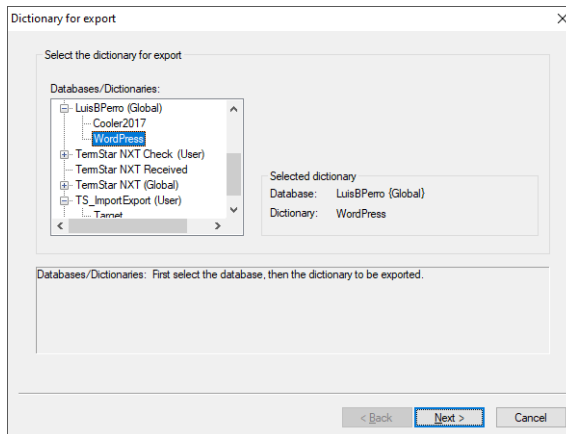 Dictionary for export
Select the dictionary for export
Databases/Dictionaries:
LuisBPerro (Global)
Cooler2017
WordPress
TermStar NXT Check (User)
TermStar NXT Received
TermStar NXT (Global)
TS_ImportExport (User)
Target
Selected dictionary
Database: LuisBPerro {Global}
Dictionary: WordPress
Databases/Dictionaries: First select the database, then the dictionary to be exported.
< Back Next > Cancel